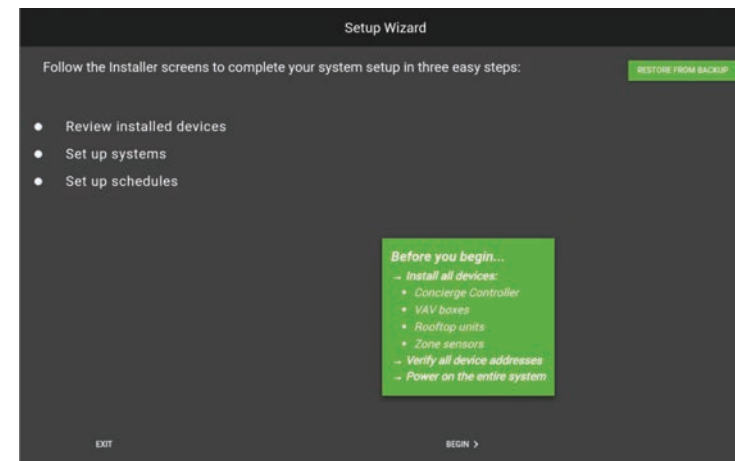 Setup Wizard
Follow the Installer screens to complete your system setup in three easy steps:
RESTORE FROM BACKUP
● Review installed devices
● Set up systems
● Set up schedules
Before you begin...
→ Install all devices:
• Concierge Controller
• VAV boxes
• Rooftop units
• Zone sensors
→ Verify all device addresses
→ Power on the entire system
EXIT
BEGIN >